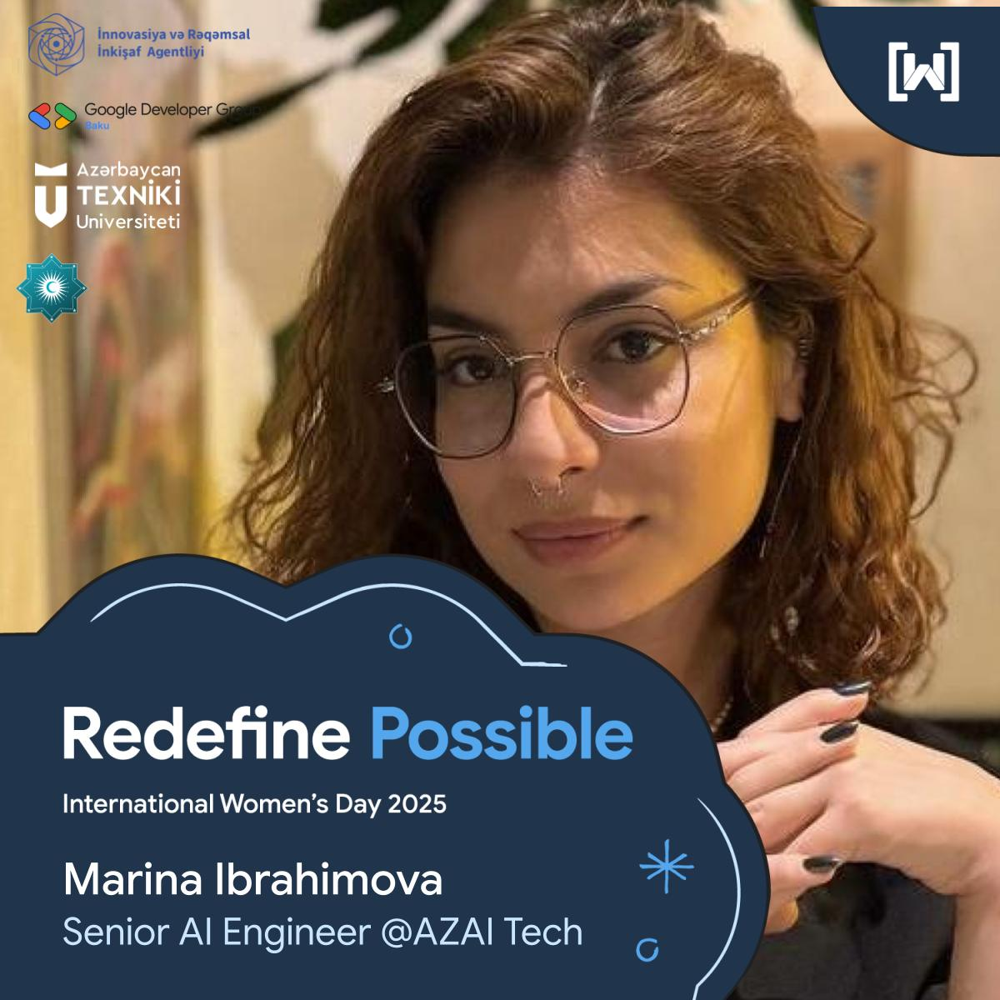 İnnovasiya və Rəqəmsal
İnkişaf Agentliyi
Google Developer Group
Baku
Azərbaycan
TEXNİKİ
Universiteti
[W]
Redefine Possible
International Women's Day 2025
Marina Ibrahimova
Senior AI Engineer @AZAI Tech